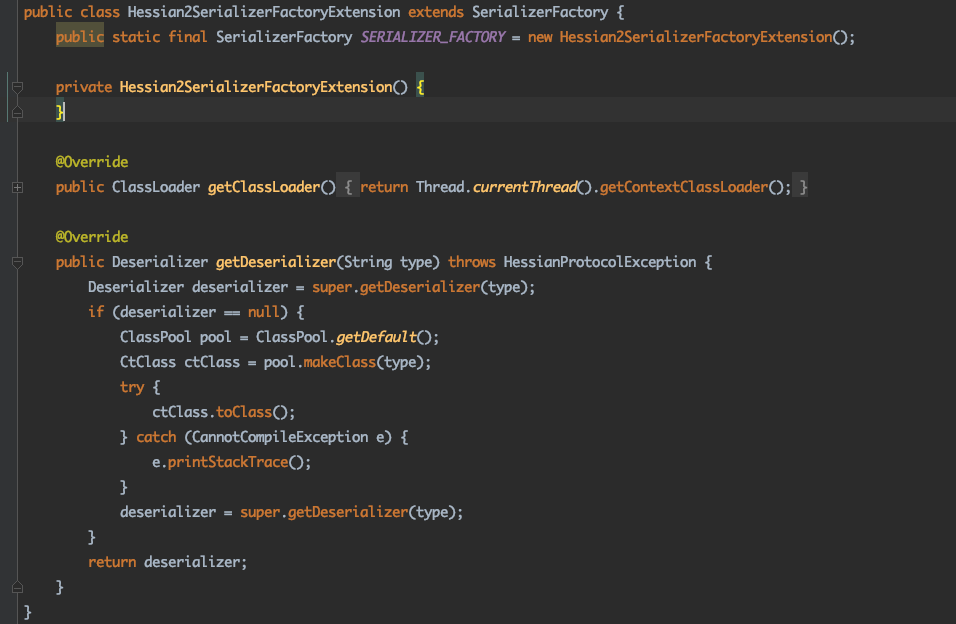 public class Hessian2SerializerFactoryExtension extends SerializerFactory {
public static final SerializerFactory SERIALIZER_FACTORY = new Hessian2SerializerFactoryExtension();
private Hessian2SerializerFactoryExtension() {
}
@Override
public ClassLoader getClassLoader() { return Thread.currentThread().getContextClassLoader(); }
@Override
public Deserializer getDeserializer(String type) throws HessianProtocolException {
Deserializer deserializer = super.getDeserializer(type);
if (deserializer == null) {
ClassPool pool = ClassPool.getDefault();
CtClass ctClass = pool.makeClass(type);
try {
ctClass.toClass();
} catch (CannotCompileException e) {
e.printStackTrace();
}
deserializer = super.getDeserializer(type);
}
return deserializer;
}
}